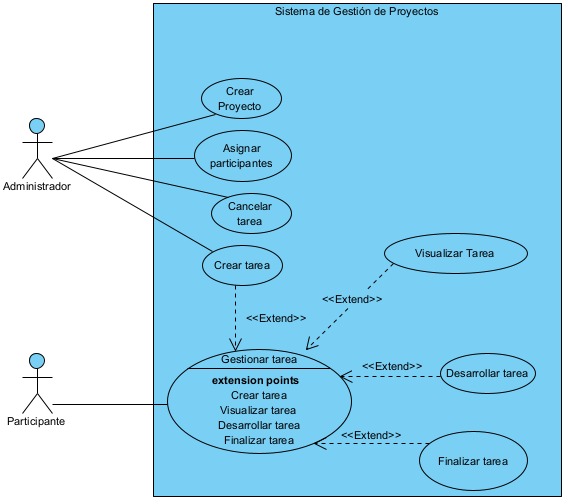 Sistema de Gestión de Proyectos
Crear
Proyecto
Asignar
participantes
Administrador
Cancelar
tarea
Crear tarea
Visualizar Tarea
<<Extend>>
<<Extend>>
Gestionar tarea
extension points
Crear tarea
Visualizar tarea
Desarrollar tarea
Finalizar tarea
<<Extend>>
Desarrollar tarea
Participante
<<Extend>>
Finalizar tarea